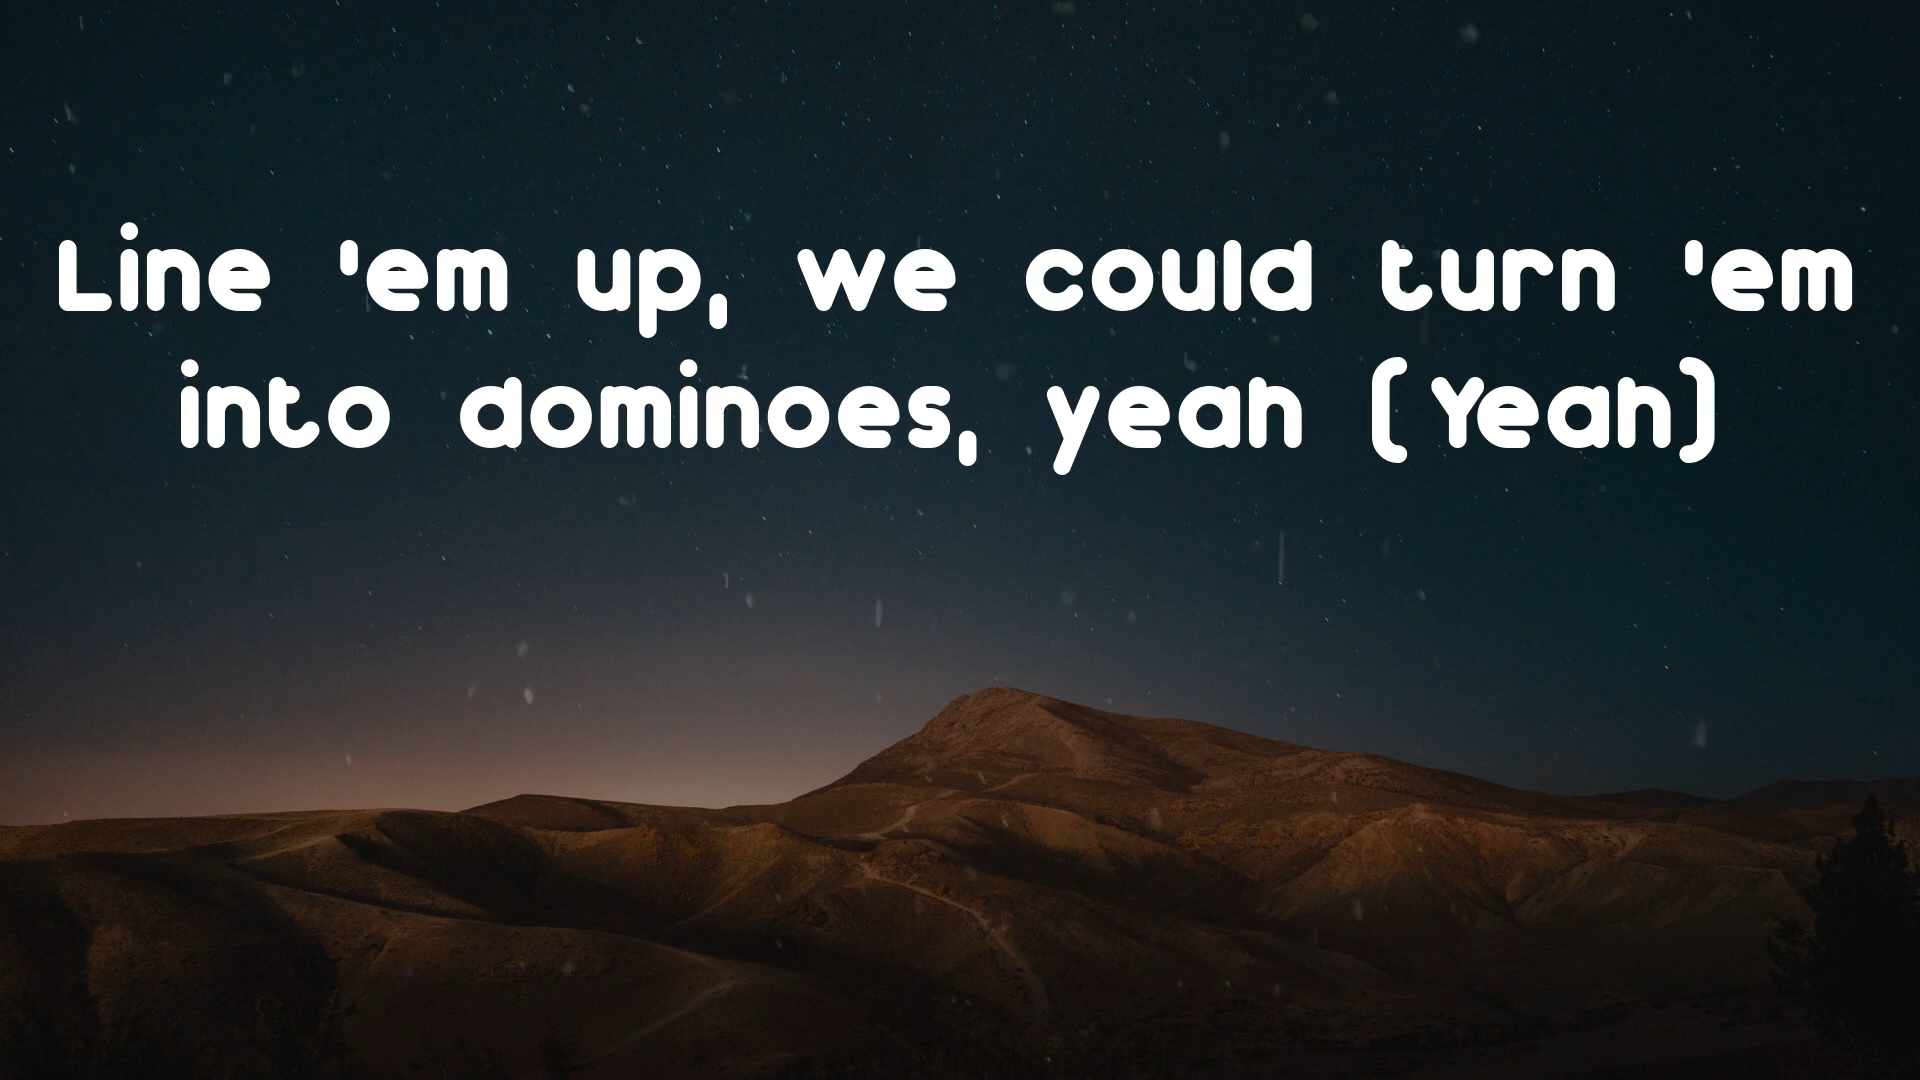 Line 'em up, we could turn 'em
into dominoes, yeah (Yeah)